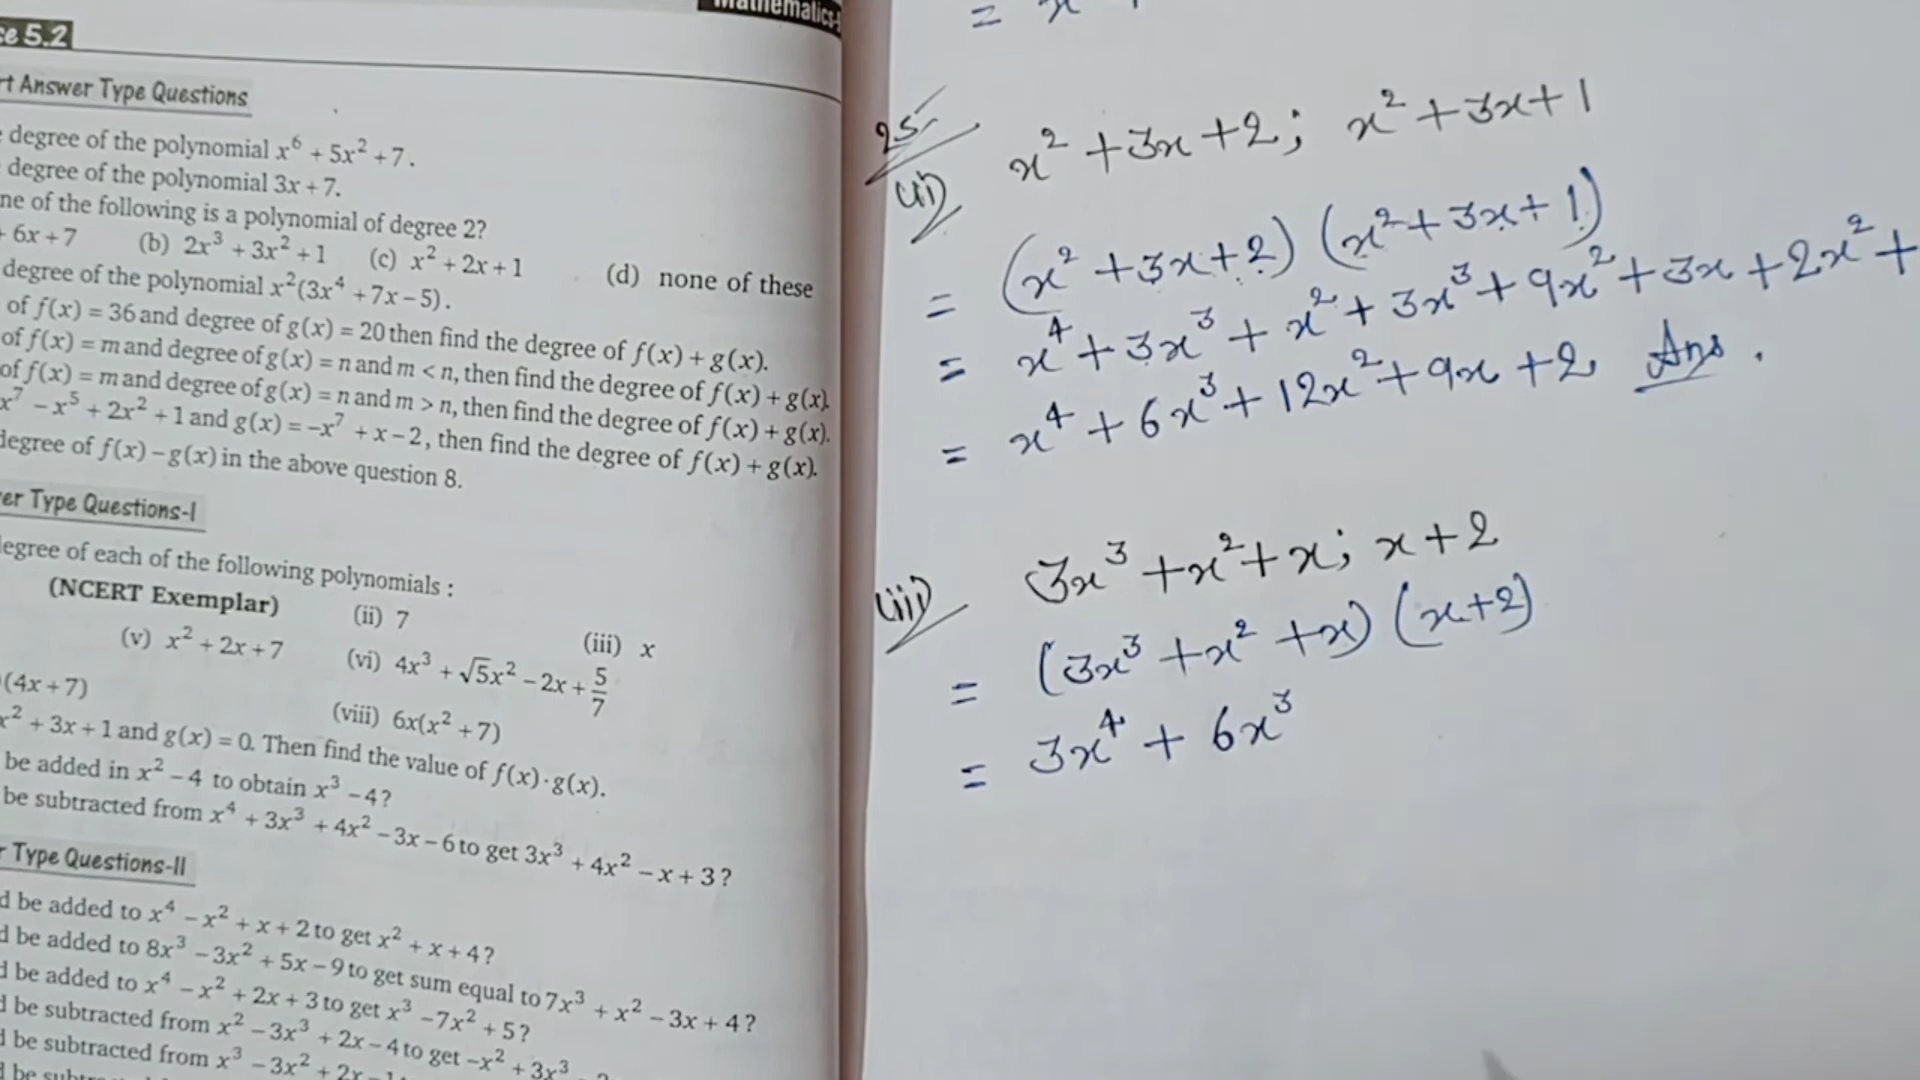 Mathematics-
ce 5.2
rt Answer Type Questions
degree of the polynomial x⁶ + 5x² + 7.
degree of the polynomial 3x + 7.
ne of the following is a polynomial of degree 2?
+ 6x + 7 (b) 2x³ + 3x² + 1 (c) x² + 2x + 1 (d) none of these
degree of the polynomial x²(3x⁴ + 7x − 5).
of f(x) = 36 and degree of g(x) = 20 then find the degree of f(x) + g(x).
of f(x) = m and degree of g(x) = n and m < n, then find the degree of f(x) + g(x).
of f(x) = m and degree of g(x) = n and m > n, then find the degree of f(x) + g(x).
x⁷ − x⁵ + 2x² + 1 and g(x) = −x⁷ + x − 2, then find the degree of f(x) + g(x).
degree of f(x) − g(x) in the above question 8.
er Type Questions-I
degree of each of the following polynomials :
(NCERT Exemplar) (ii) 7 (iii) x
(v) x² + 2x + 7 (vi) 4x³ + √5x² − 2x + 5/7
(4x + 7) (viii) 6x(x² + 7)
x² + 3x + 1 and g(x) = 0. Then find the value of f(x)·g(x).
be added in x² − 4 to obtain x³ − 4?
be subtracted from x⁴ + 3x³ + 4x² − 3x − 6 to get 3x³ + 4x² − x + 3?
r Type Questions-II
d be added to x⁴ − x² + x + 2 to get x² + x + 4?
d be added to 8x³ − 3x² + 5x − 9 to get sum equal to 7x³ + x² − 3x + 4?
d be added to x⁴ − x² + 2x + 3 to get x³ − 7x² + 5?
d be subtracted from x² − 3x³ + 2x − 4 to get −x² + 3x³
d be subtracted from x³ − 3x² + 2x
= x
25
(ii) x² + 3x + 2; x² + 3x + 1
= (x² + 3x + 2) (x² + 3x + 1)
= x⁴ + 3x³ + x² + 3x³ + 9x² + 3x + 2x² +
= x⁴ + 6x³ + 12x² + 9x + 2 Ans.
(iii) 3x³ + x² + x; x + 2
= (3x³ + x² + x) (x + 2)
= 3x⁴ + 6x³